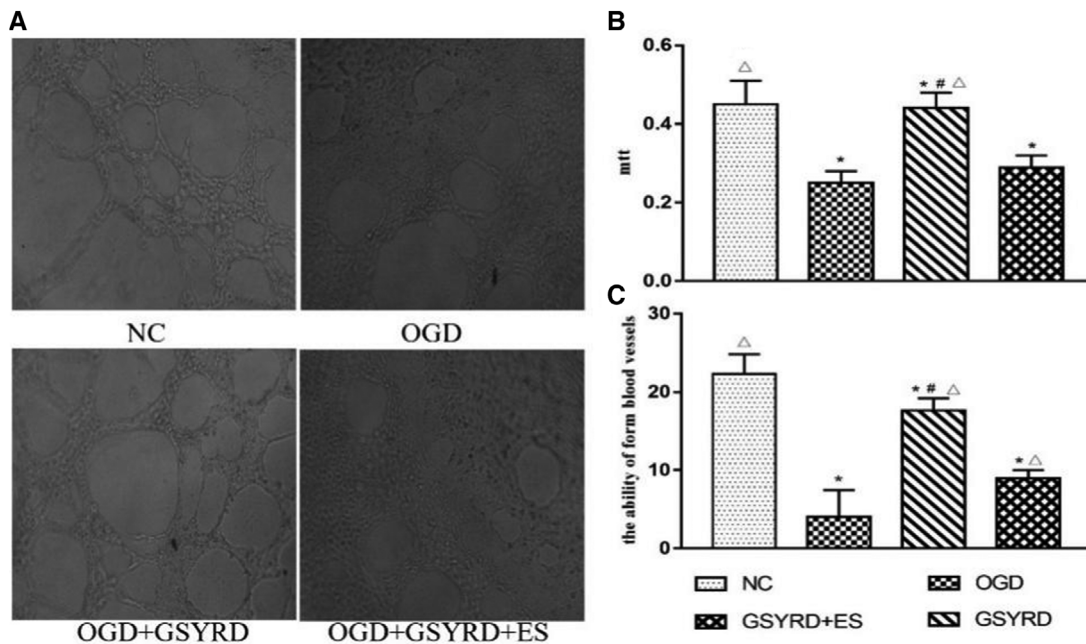 A
NC
OGD
OGD+GSYRD
OGD+GSYRD+ES
B
0.6
0.4
0.2
0.0
mtt
△
*
* # △
*
C
30
20
10
0
the ability of form blood vessels
△
*
* # △
* △
NC
OGD
GSYRD+ES
GSYRD